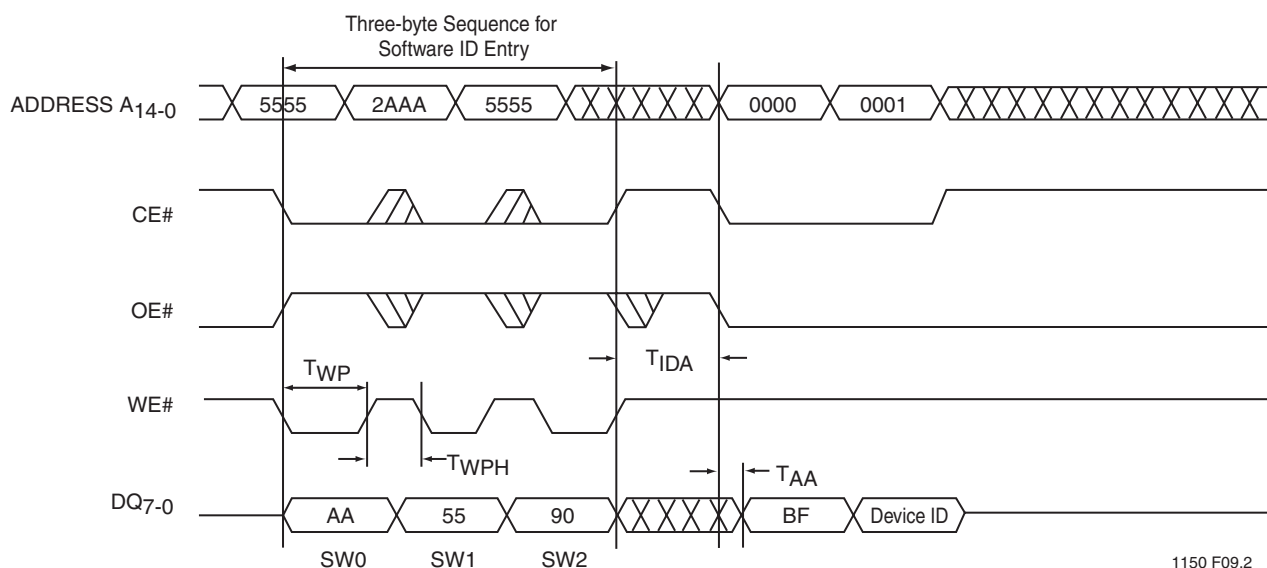 Three-byte Sequence for
Software ID Entry
ADDRESS A14-0
5555
2AAA
5555
0000
0001
CE#
OE#
TIDA
TWP
WE#
TWPH
TAA
DQ7-0
AA
55
90
BF
Device ID
SW0
SW1
SW2
1150 F09.2